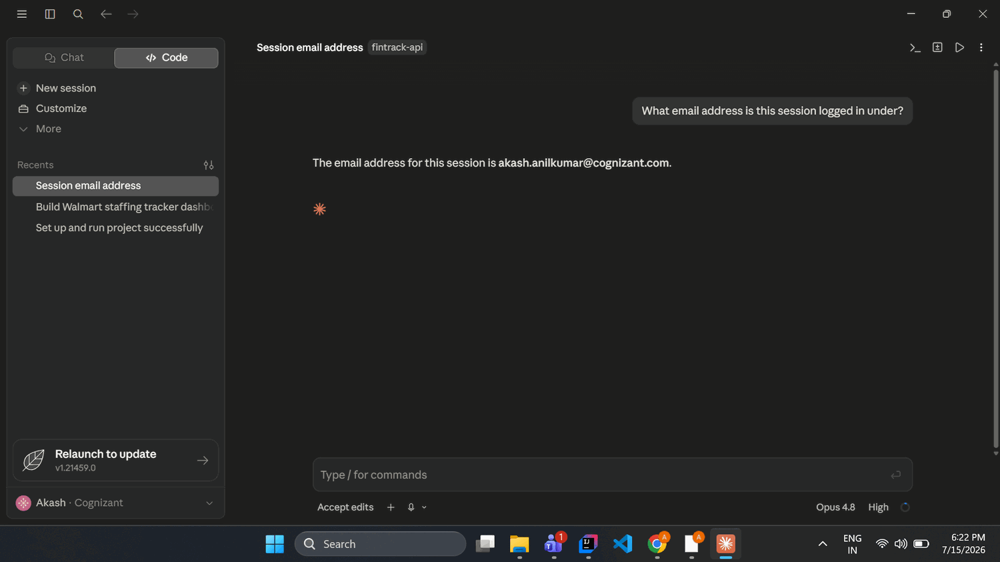 Chat
Code
Session email address fintrack-api
New session
Customize
More
What email address is this session logged in under?
The email address for this session is akash.anilkumar@cognizant.com.
Recents
Session email address
Build Walmart staffing tracker dashbo
Set up and run project successfully
Relaunch to update
v1.21459.0
Akash · Cognizant
Type / for commands
Accept edits
Opus 4.8 High
Search
1
A
A
ENG
IN
6:22 PM
7/15/2026